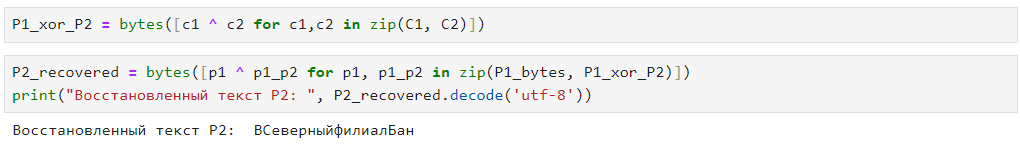 P1_xor_P2 = bytes([c1 ^ c2 for c1,c2 in zip(C1, C2)])
P2_recovered = bytes([p1 ^ p1_p2 for p1, p1_p2 in zip(P1_bytes, P1_xor_P2)])
print("Восстановленный текст P2: ", P2_recovered.decode('utf-8'))
Восстановленный текст P2:  ВСеверныйфилиалБан